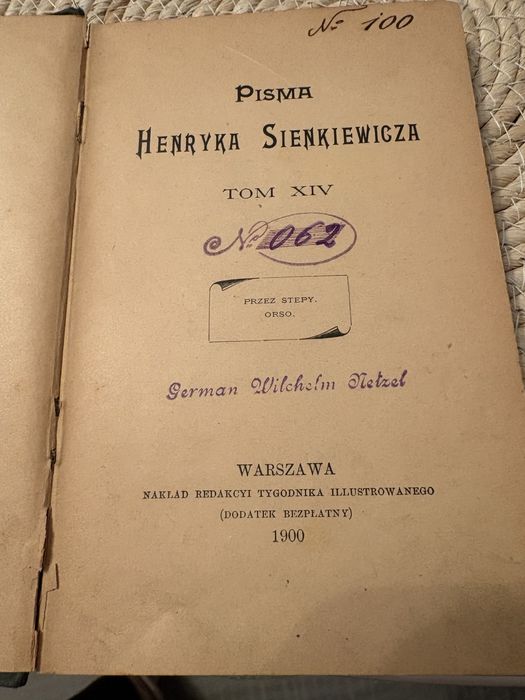 № 100
PISMA
HENRYKA SIENKIEWICZA
TOM XIV
№ 062
PRZEZ STEPY.
ORSO.
German Wilchelm Netzel
WARSZAWA
NAKŁAD REDAKCYI TYGODNIKA ILLUSTROWANEGO
(DODATEK BEZPŁATNY)
1900